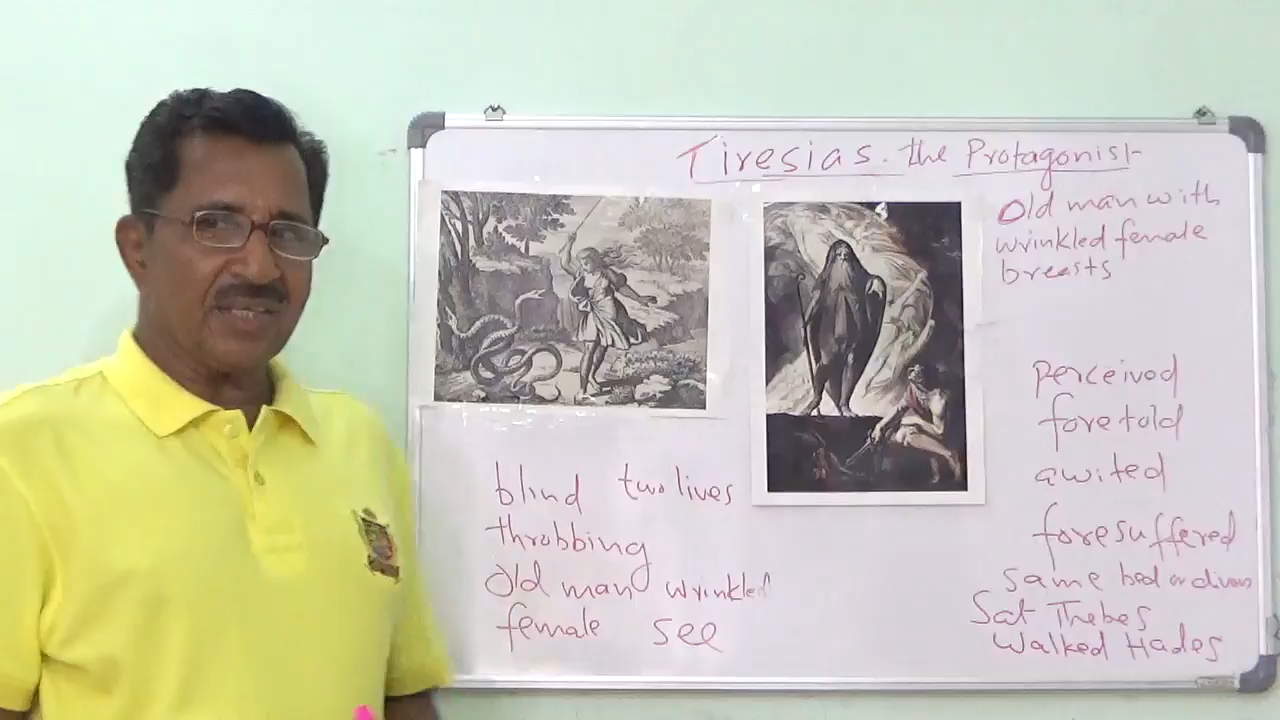 Tiresias. the Protagonist
Old man with
wrinkled female
breasts
perceived
foretold
awited
foresuffered
same bed or divan
Sat Thebes
Walked Hades
blind two lives
throbbing
Old man wrinkled
female see